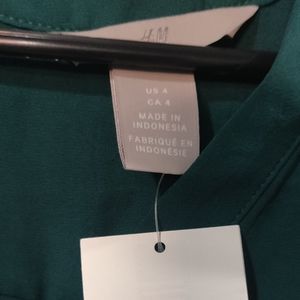 H&M
US 4
CA 4
MADE IN
INDONESIA
FABRIQUÉ EN
INDONÉSIE